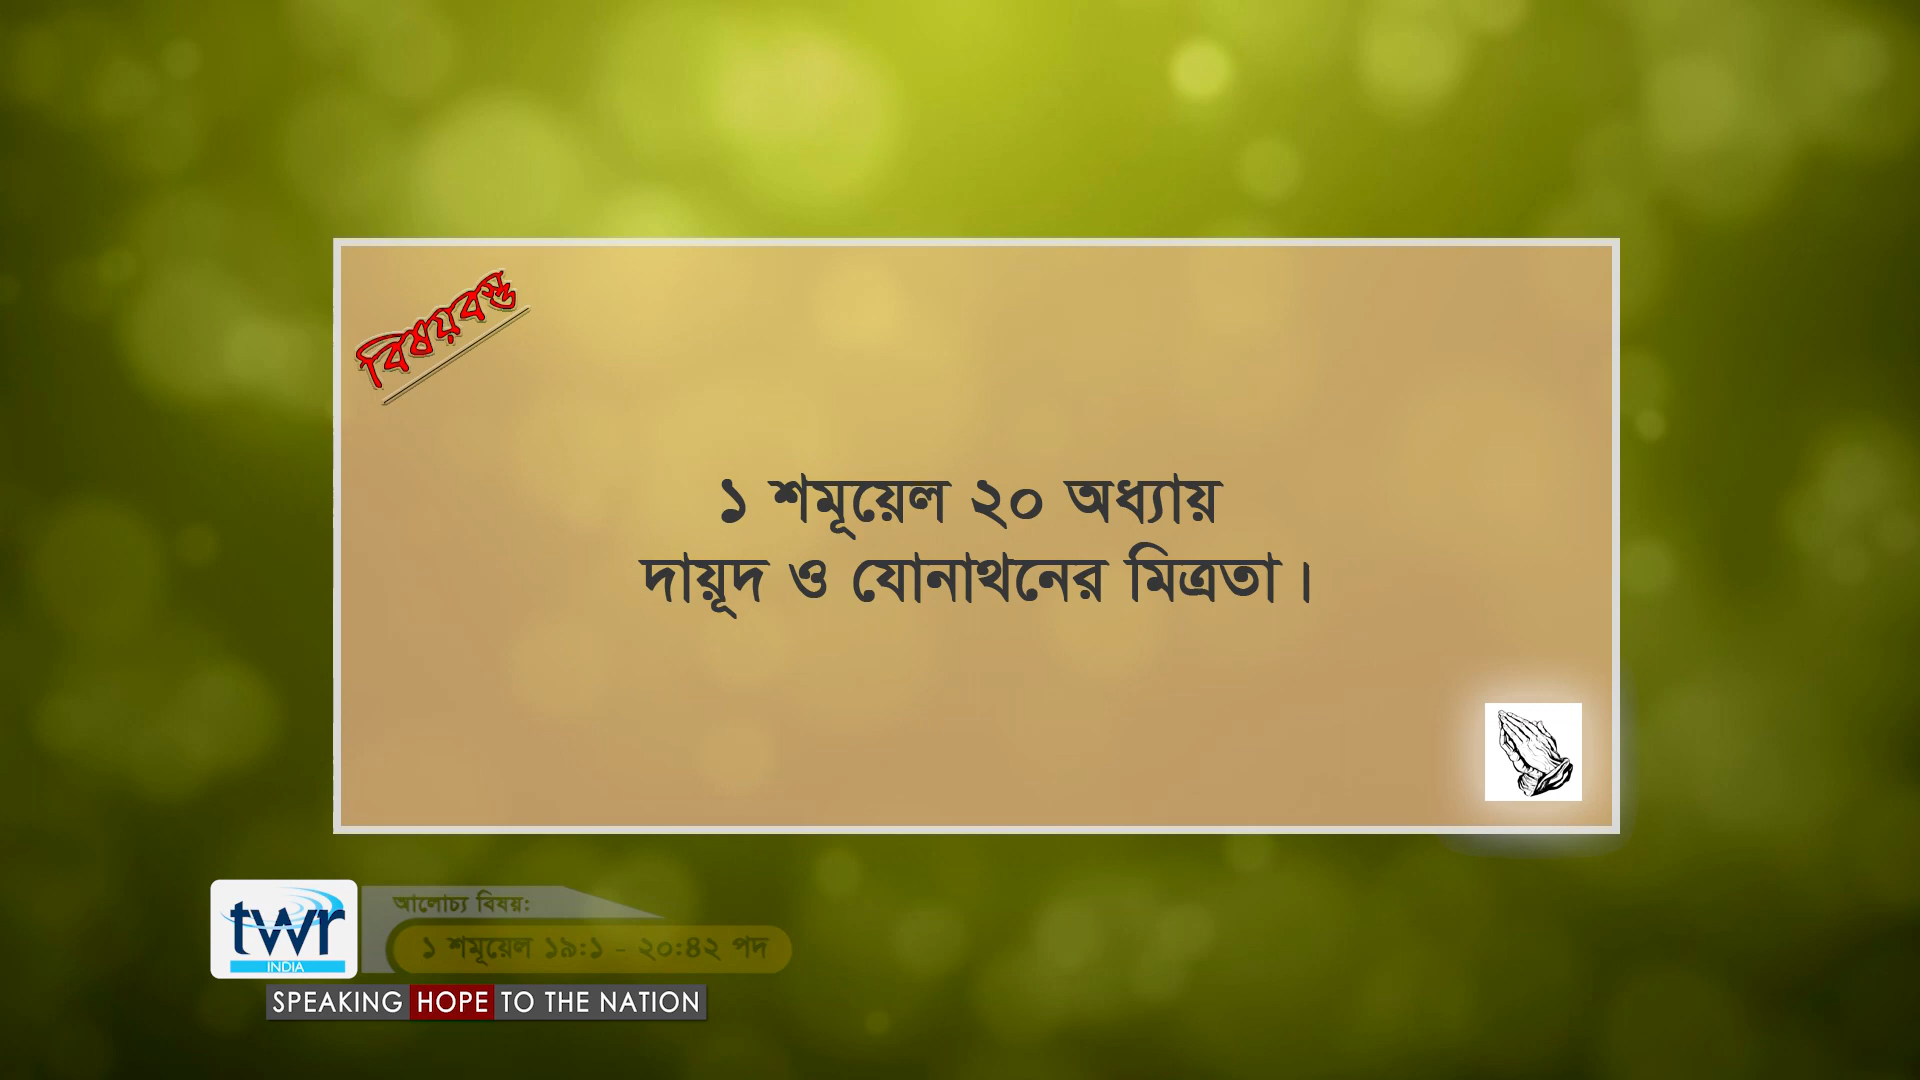 বিষয়বস্তু
১ শমূয়েল ২০ অধ্যায়
দায়ূদ ও যোনাথনের মিত্রতা।
twr
INDIA
আলোচ্য বিষয়:
১ শমূয়েল ১৯:১ - ২০:৪২ পদ
SPEAKING HOPE TO THE NATION